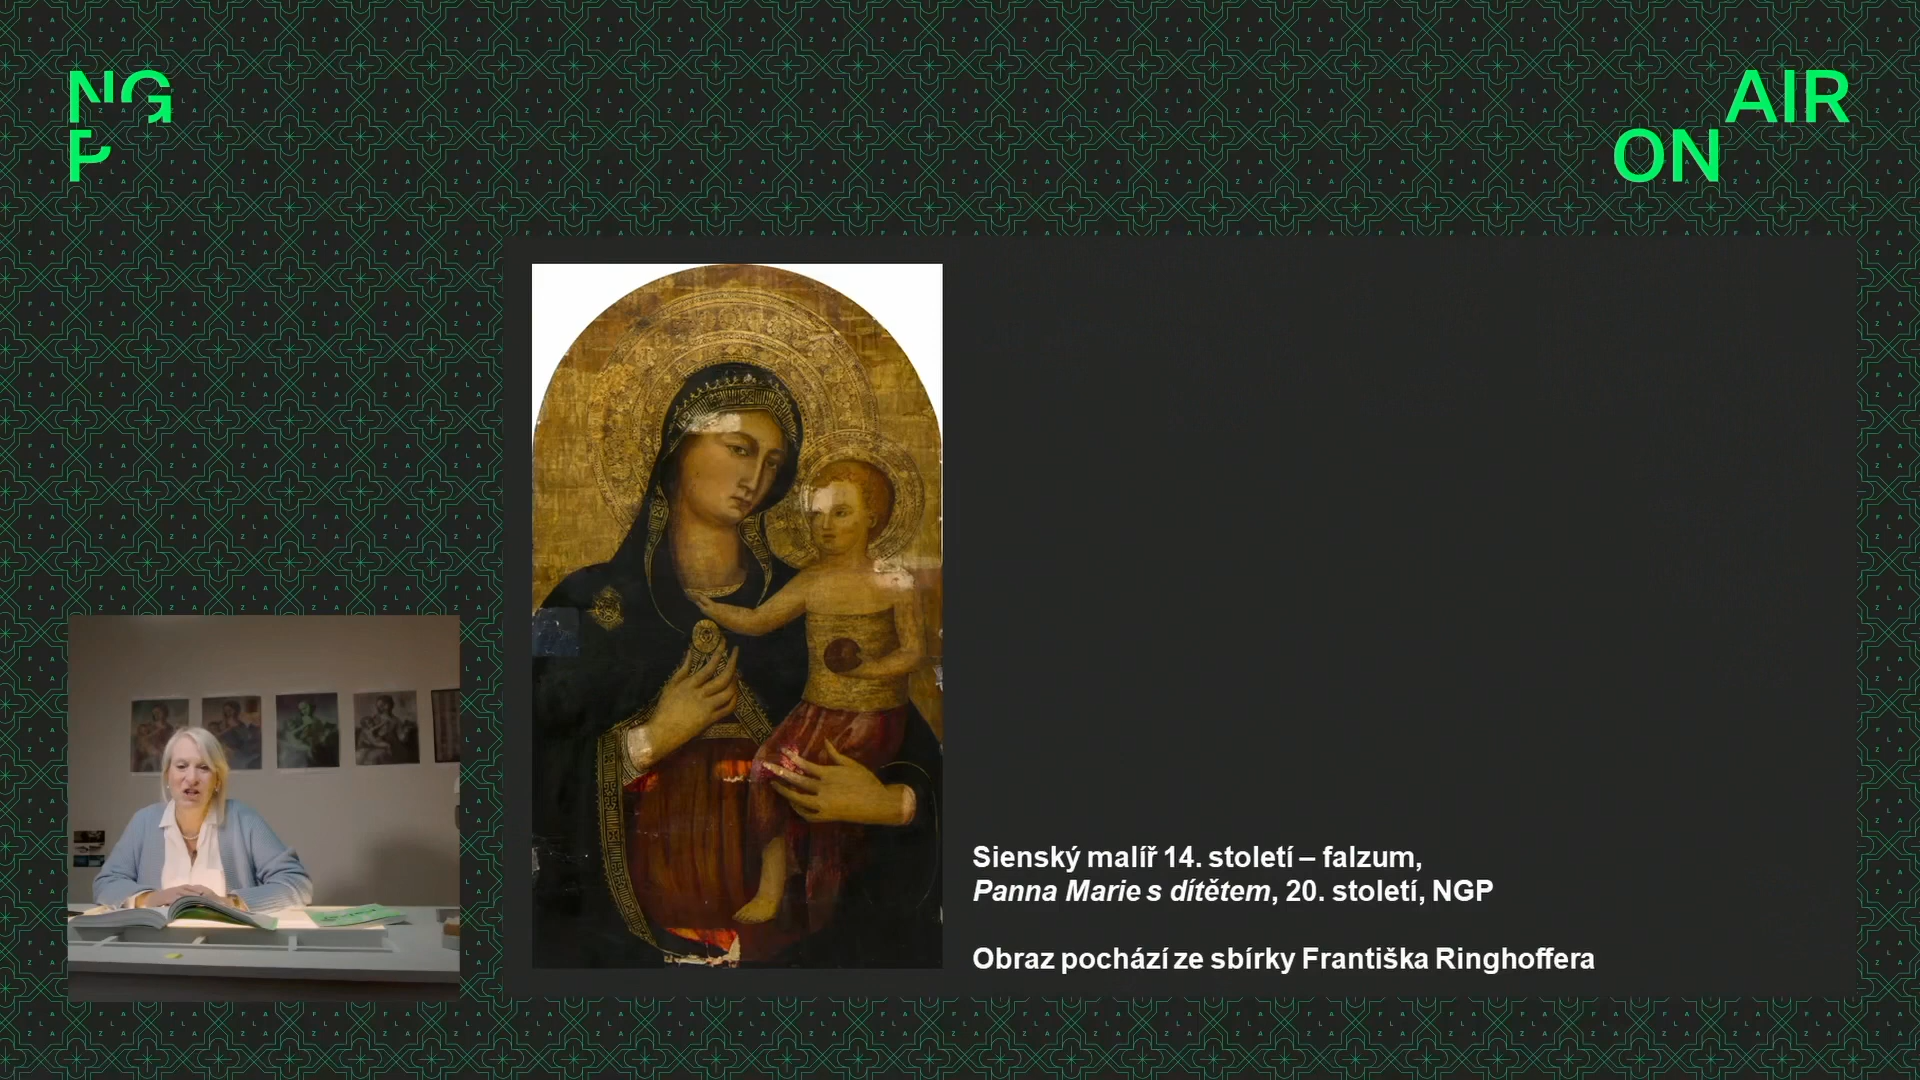 NG
P
AIR
ON
Sienský malíř 14. století – falzum,
Panna Marie s dítětem, 20. století, NGP
Obraz pochází ze sbírky Františka Ringhoffera